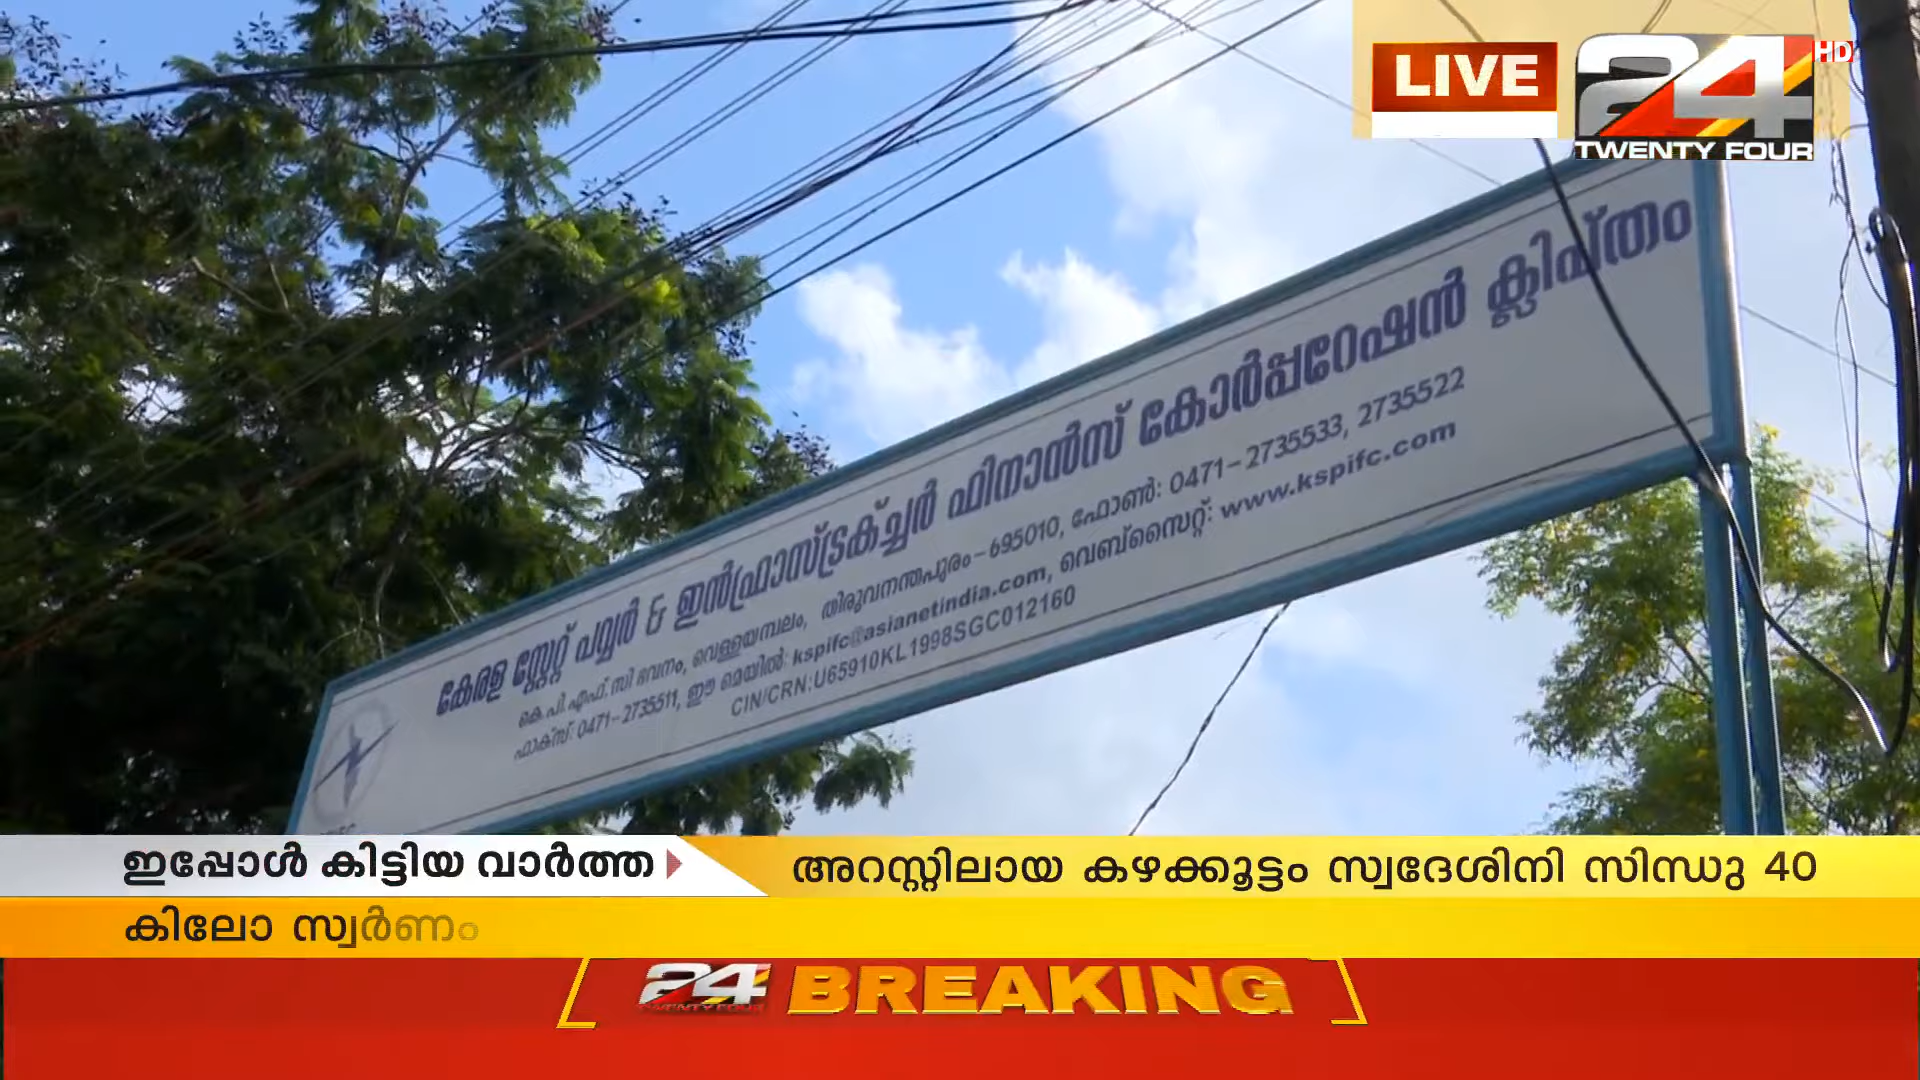 LIVE
24 HD
TWENTY FOUR
കേരള സ്റ്റേറ്റ് പവ്വർ & ഇൻഫ്രാസ്ട്രക്ച്ചർ ഫിനാൻസ് കോർപ്പറേഷൻ ക്ലിപ്തം
കെ.പി.എഫ്.സി ഭവനം, വെള്ളയമ്പലം, തിരുവനന്തപുരം-695010, ഫോൺ: 0471-2735533, 2735522
ഫാക്സ്: 0471-2735511, ഈ മെയിൽ: kspifc@asianetindia.com, വെബ്സൈറ്റ്: www.kspifc.com
CIN/CRN:U65910KL1998SGC012160
ഇപ്പോൾ കിട്ടിയ വാർത്ത
അറസ്റ്റിലായ കഴക്കൂട്ടം സ്വദേശിനി സിന്ധു 40
കിലോ സ്വർണം
24 BREAKING
TWENTY FOUR